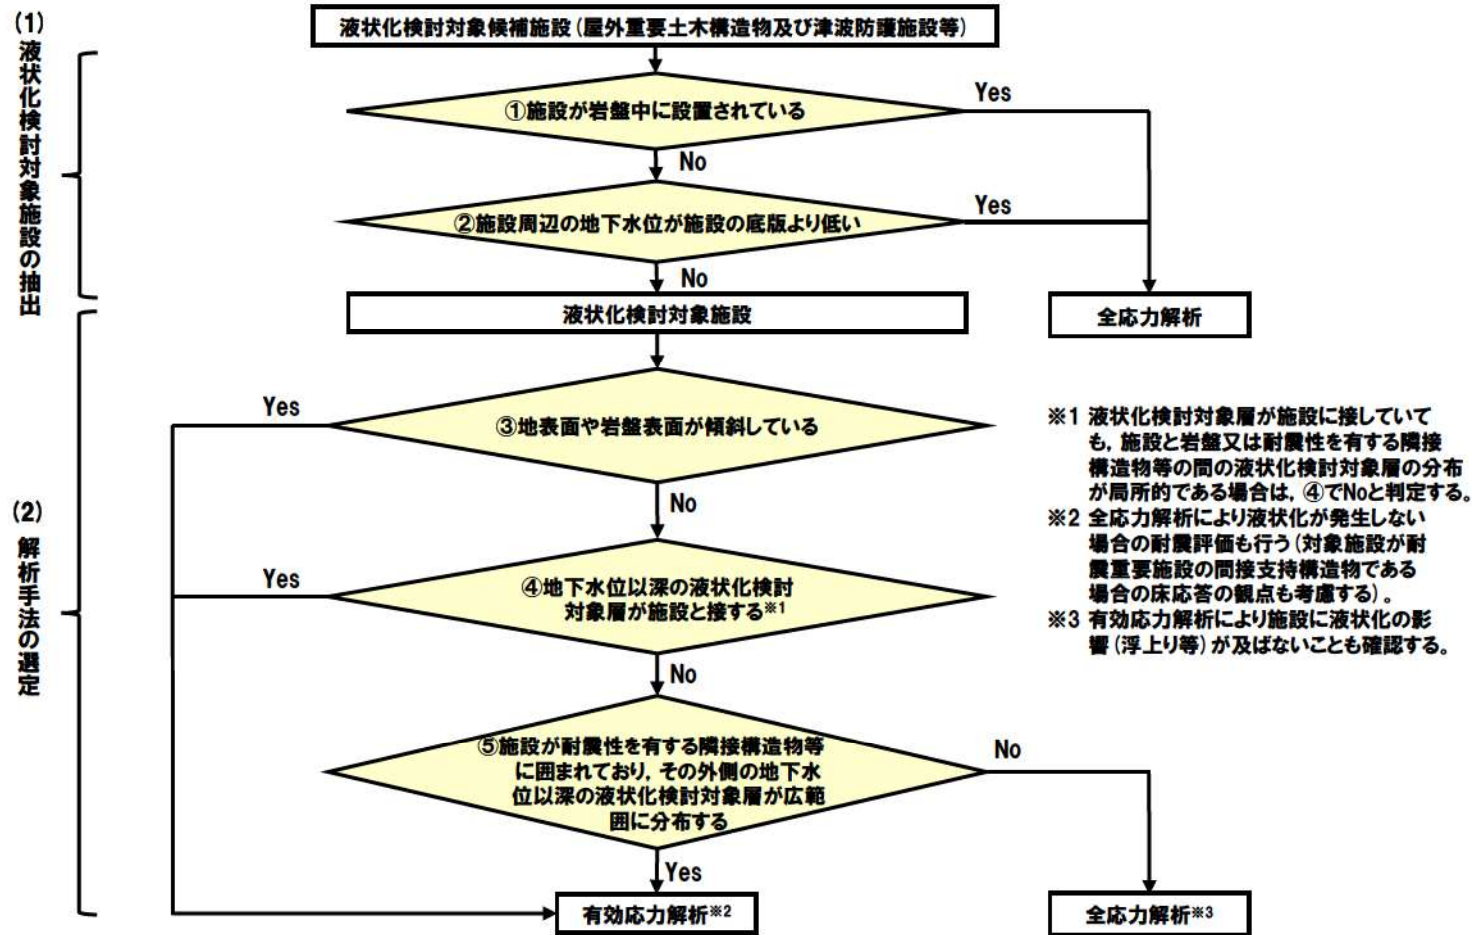 (1)
液状化検討対象施設の抽出
液状化検討対象候補施設(屋外重要土木構造物及び津波防護施設等)
①施設が岩盤中に設置されている
Yes
No
②施設周辺の地下水位が施設の底版より低い
Yes
No
液状化検討対象施設
全応力解析
(2)
解析手法の選定
③地表面や岩盤表面が傾斜している
Yes
No
④地下水位以深の液状化検討
対象層が施設と接する※1
Yes
No
⑤施設が耐震性を有する隣接構造物等
に囲まれており,その外側の地下水
位以深の液状化検討対象層が広範
囲に分布する
No
Yes
有効応力解析※2
全応力解析※3
※1 液状化検討対象層が施設に接していて
も,施設と岩盤又は耐震性を有する隣接
構造物等の間の液状化検討対象層の分布
が局所的である場合は,④でNoと判定する。
※2 全応力解析により液状化が発生しない
場合の耐震評価も行う(対象施設が耐
震重要施設の間接支持構造物である
場合の床応答の観点も考慮する)。
※3 有効応力解析により施設に液状化の影
響(浮上り等)が及ばないことも確認する。